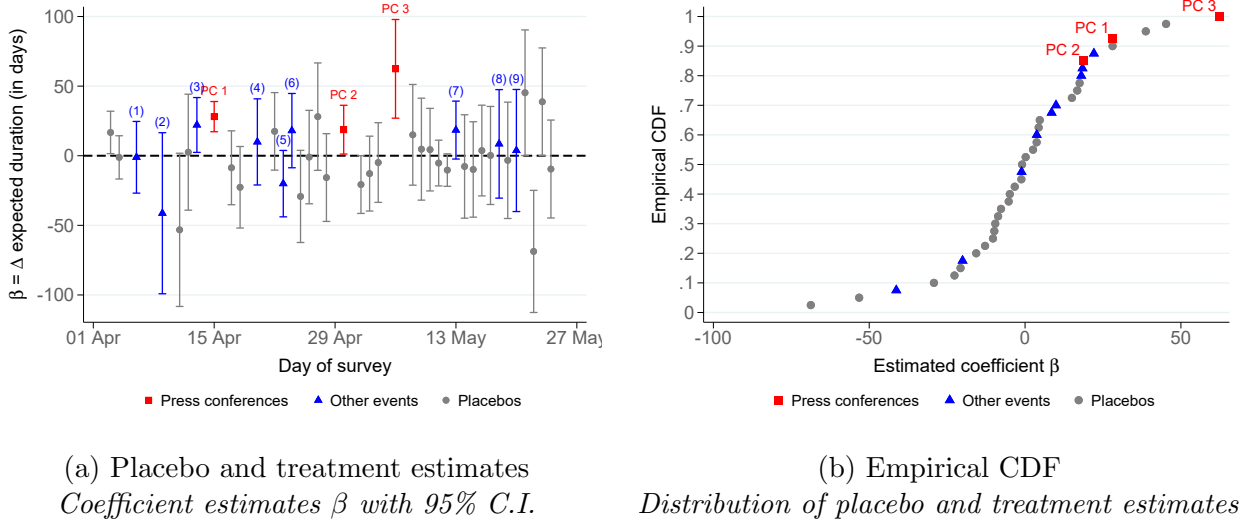 β = Δ expected duration (in days)
100
50
0
-50
-100
(1)
(2)
(3)
PC 1
(4)
(5)
(6)
PC 2
PC 3
(7)
(8)
(9)
01 Apr
15 Apr
29 Apr
13 May
27 May
Day of survey
Press conferences
Other events
Placebos
Empirical CDF
1
.9
.8
.7
.6
.5
.4
.3
.2
.1
0
PC 3
PC 1
PC 2
-100
-50
0
50
Estimated coefficient β
Press conferences
Other events
Placebos
(a) Placebo and treatment estimates
Coefficient estimates β with 95% C.I.
(b) Empirical CDF
Distribution of placebo and treatment estimates